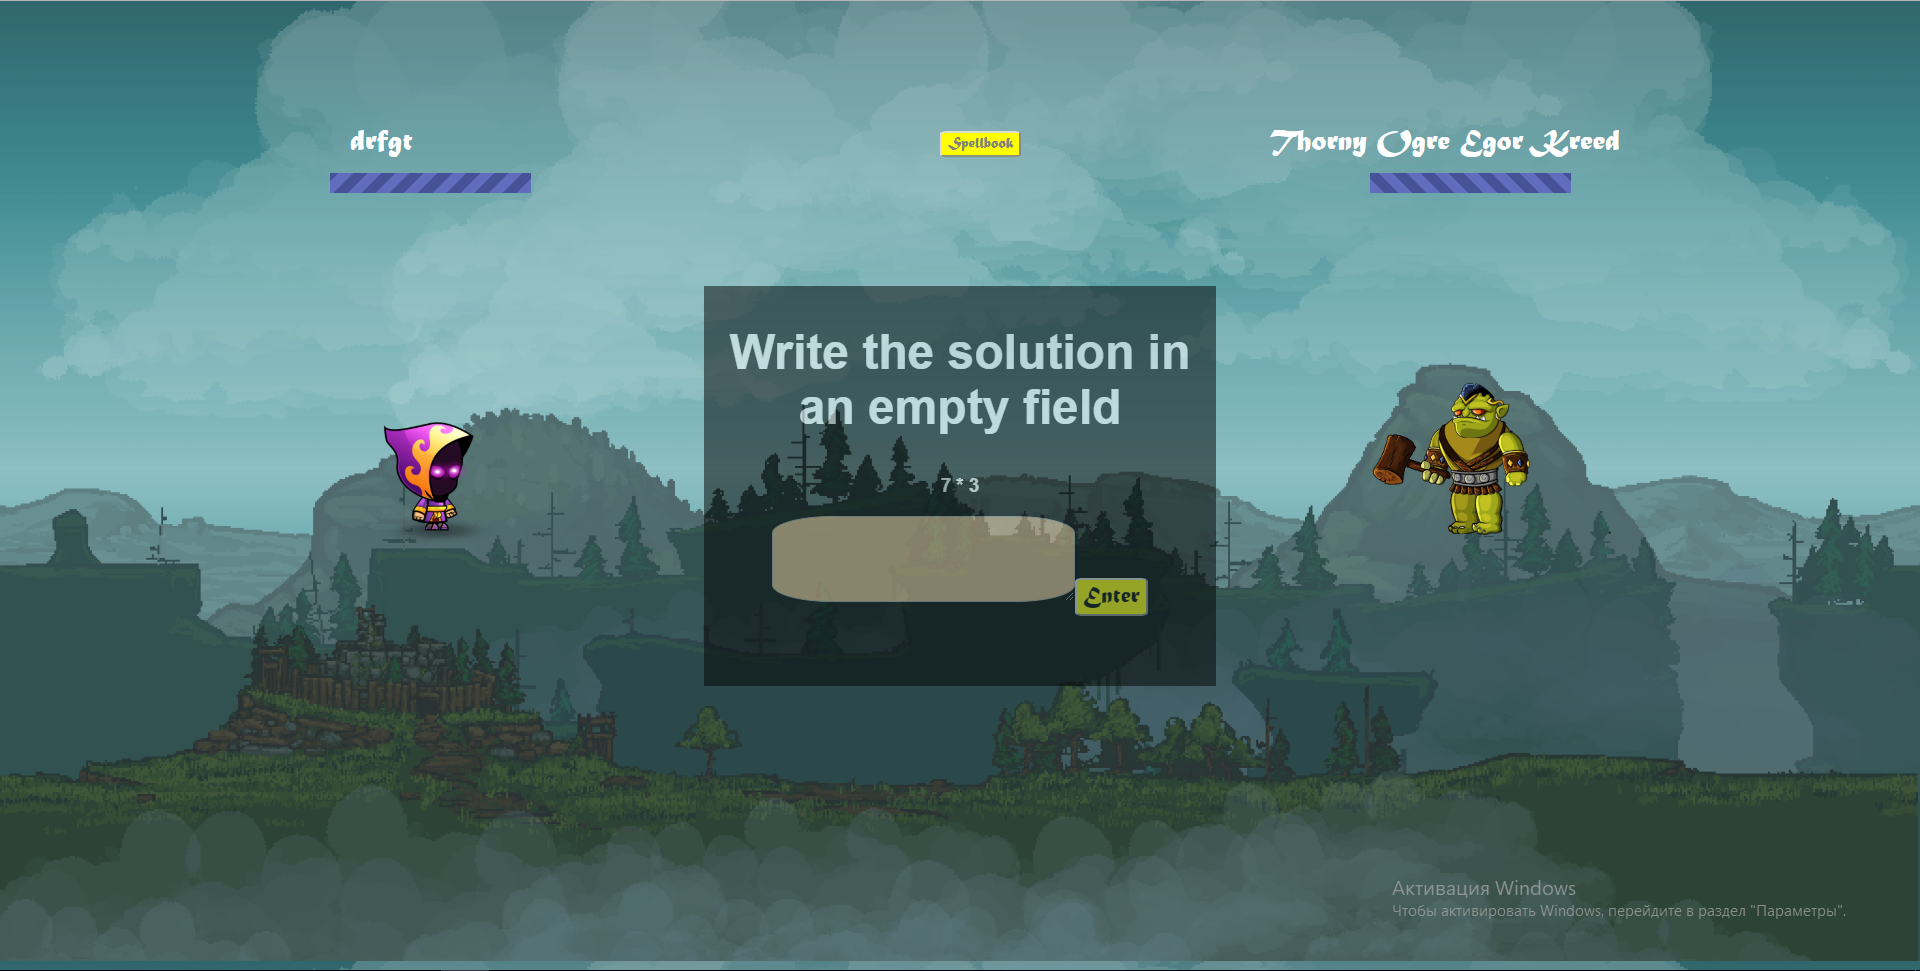 drfgt
Spellbook
Thorny Ogre Egor Kreed
Write the solution in
an empty field
7 * 3
Enter
Активация Windows
Чтобы активировать Windows, перейдите в раздел "Параметры".